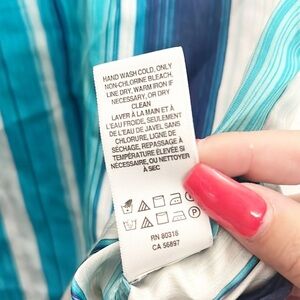 HAND WASH COLD, ONLY
NON-CHLORINE BLEACH,
LINE DRY, WARM IRON IF
NECESSARY, OR DRY
CLEAN
LAVER À LA MAIN ET À
L'EAU FROIDE, SEULEMENT
DE L'EAU DE JAVEL SANS
CHLORURE, LIGNE DE
SÉCHAGE, REPASSAGE À
TEMPÉRATURE ÉLEVÉE SI
NÉCESSAIRE, OU NETTOYER
À SEC
RN 80316
CA 56897